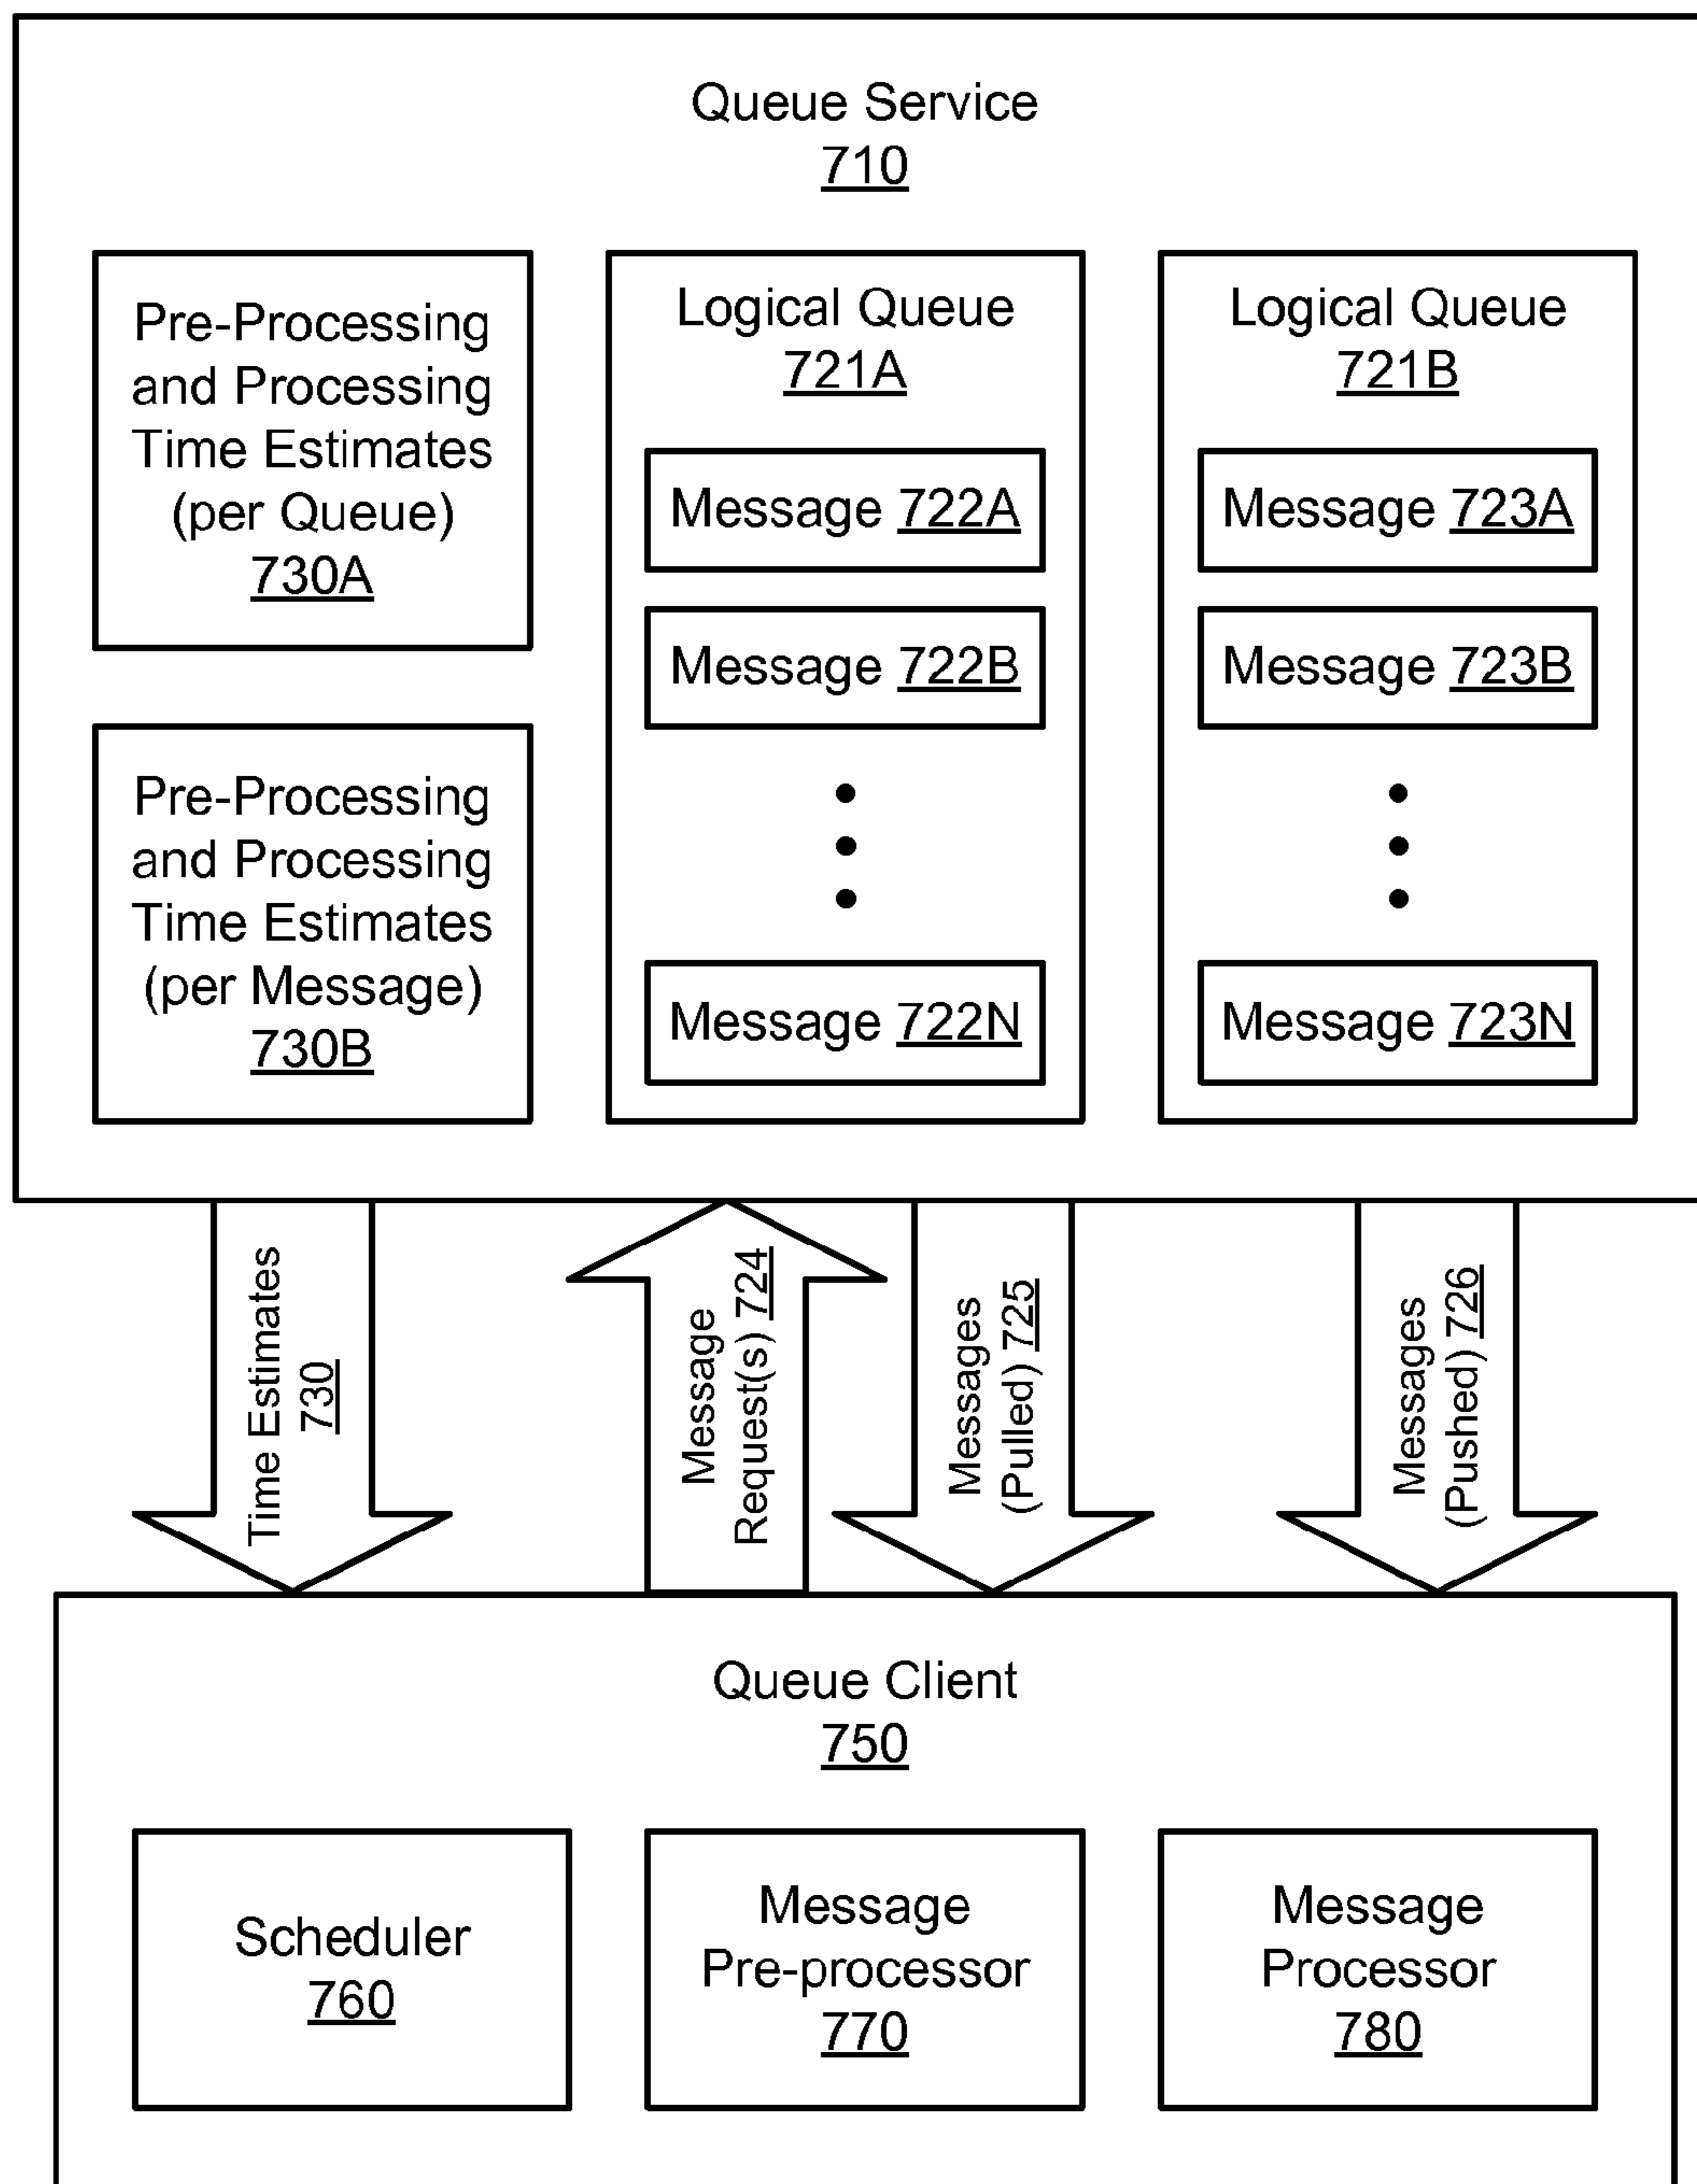 Queue Service
710
Pre-Processing
and Processing
Time Estimates
(per Queue)
730A
Pre-Processing
and Processing
Time Estimates
(per Message)
730B
Logical Queue
721A
Message 722A
Message 722B
Message 722N
Logical Queue
721B
Message 723A
Message 723B
Message 723N
Time Estimates
730
Message
Request(s) 724
Messages
(Pulled) 725
Messages
(Pushed) 726
Queue Client
750
Scheduler
760
Message
Pre-processor
770
Message
Processor
780